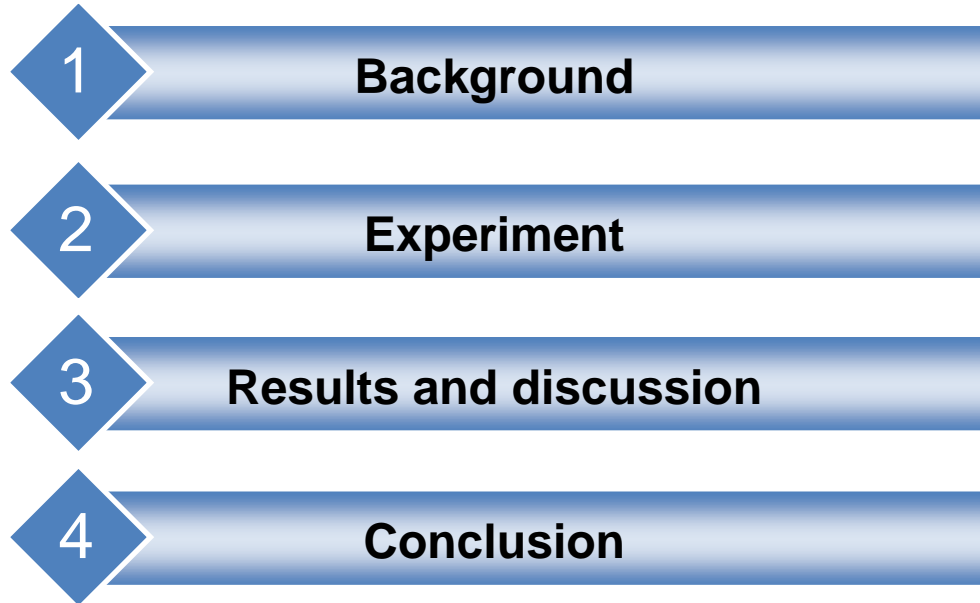 1
Background
2
Experiment
3
Results and discussion
4
Conclusion